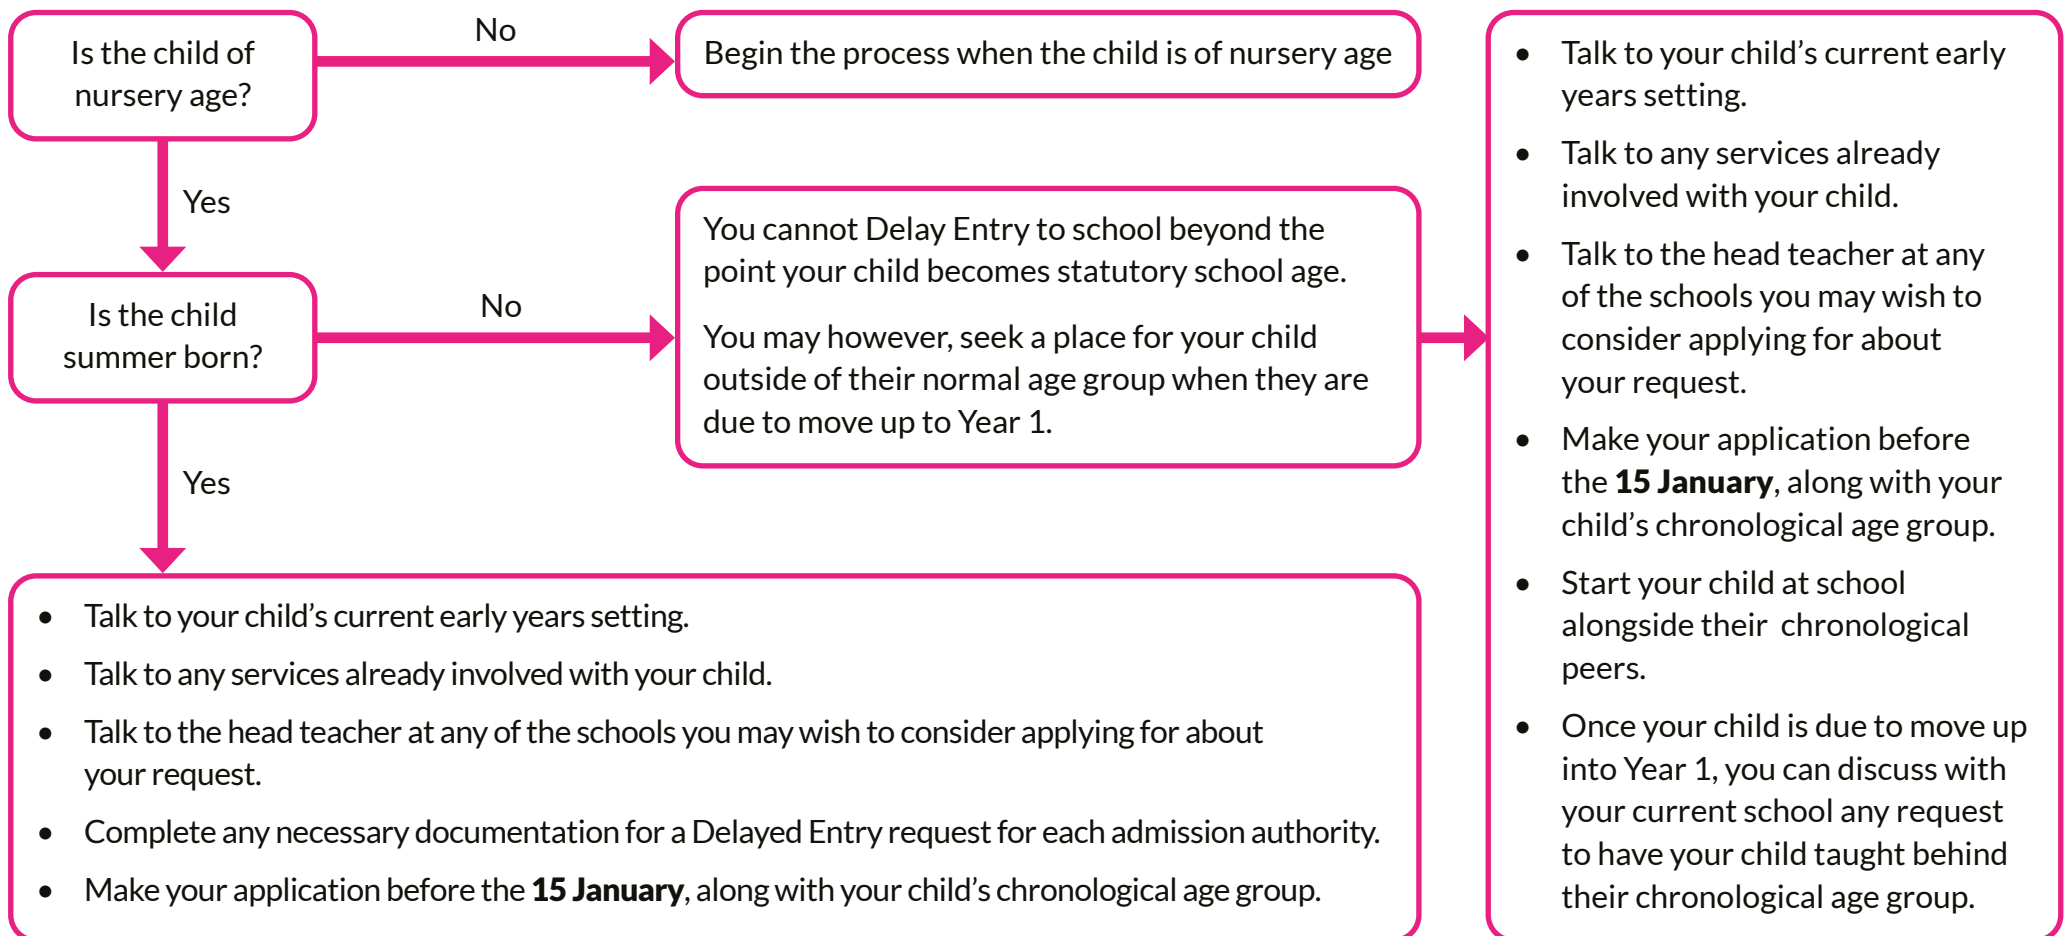 Is the child of
nursery age?
No
Begin the process when the child is of nursery age
Yes
Is the child
summer born?
No
You cannot Delay Entry to school beyond the
point your child becomes statutory school age.
You may however, seek a place for your child
outside of their normal age group when they are
due to move up to Year 1.
• Talk to your child’s current early
years setting.
• Talk to any services already
involved with your child.
• Talk to the head teacher at any
of the schools you may wish to
consider applying for about
your request.
• Make your application before
the 15 January, along with your
child’s chronological age group.
• Start your child at school
alongside their chronological
peers.
• Once your child is due to move up
into Year 1, you can discuss with
your current school any request
to have your child taught behind
their chronological age group.
Yes
• Talk to your child’s current early years setting.
• Talk to any services already involved with your child.
• Talk to the head teacher at any of the schools you may wish to consider applying for about
your request.
• Complete any necessary documentation for a Delayed Entry request for each admission authority.
• Make your application before the 15 January, along with your child’s chronological age group.